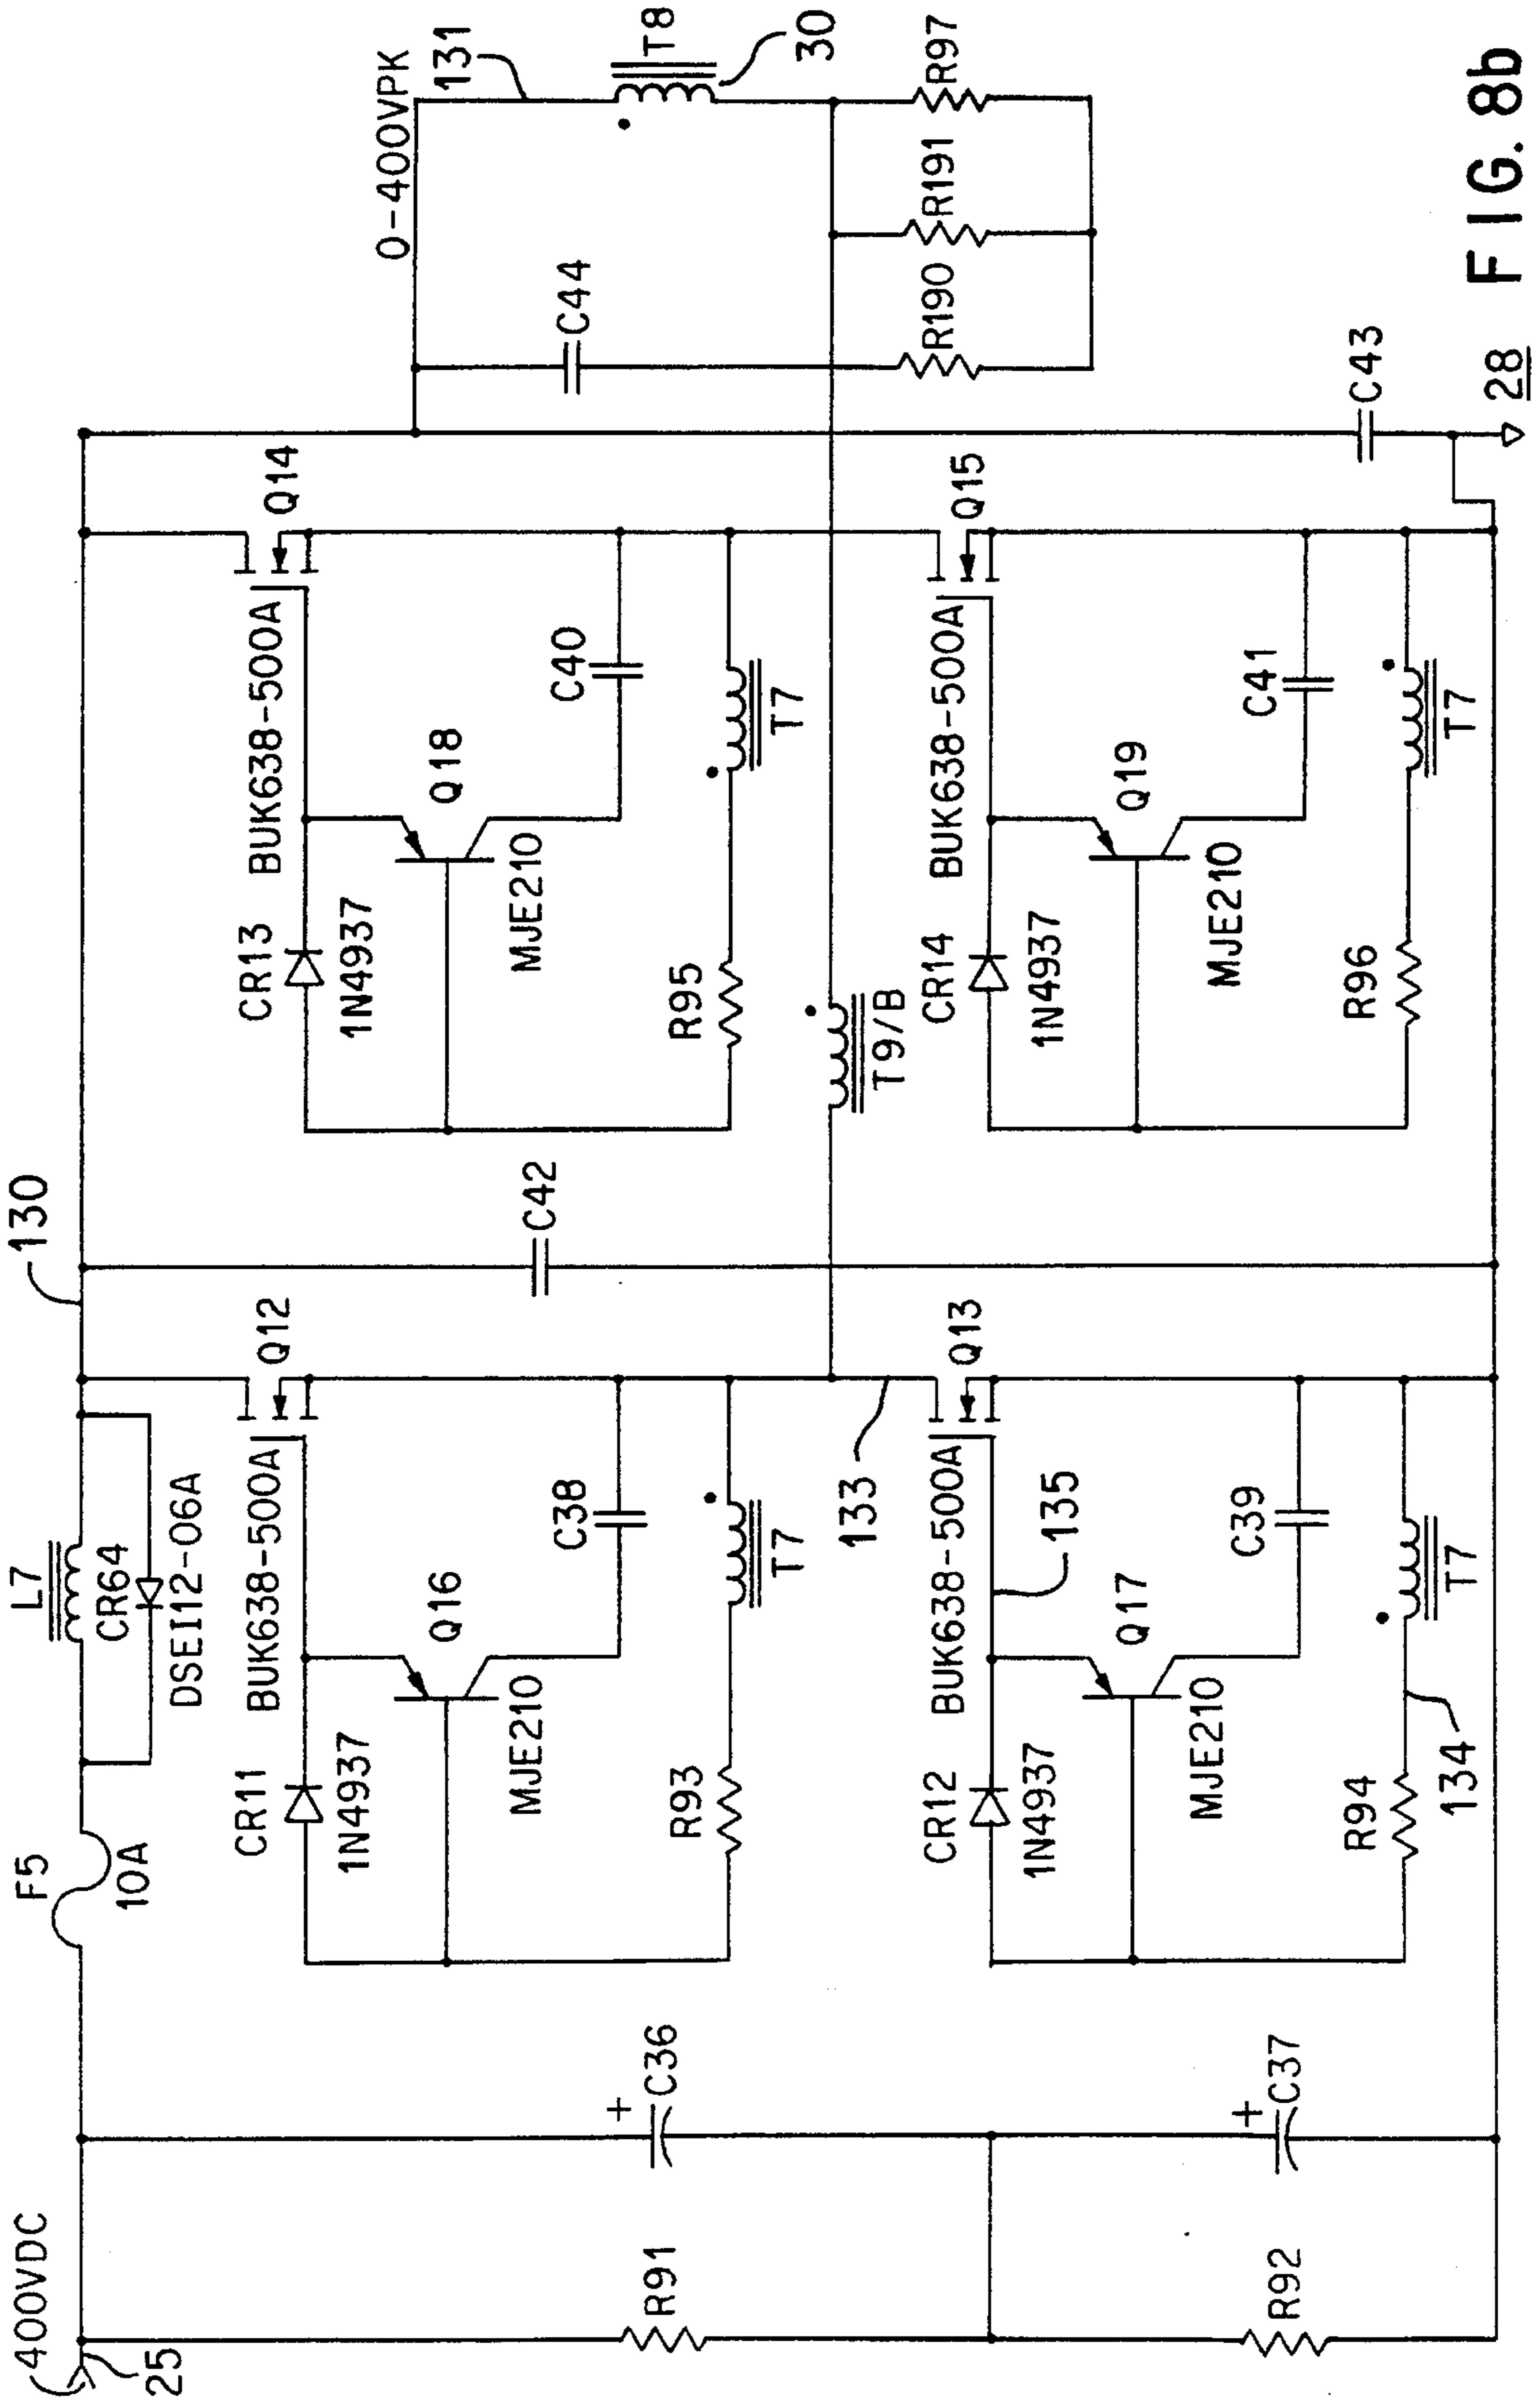 400VDC
25
F5
10A
L7
CR64
DSEI12-06A
130
0-400VPK
131
T8
30
CR11
1N4937
Q12
BUK638-500A
Q16
MJE210
C38
R93
T7
C42
CR13
1N4937
Q14
BUK638-500A
Q18
MJE210
C40
R95
T7
C44
R190
R191
R97
R91
C36
+
133
T9/B
CR12
1N4937
Q13
BUK638-500A
135
Q17
MJE210
C39
R94
134
T7
CR14
1N4937
Q15
BUK638-500A
Q19
MJE210
C41
R96
T7
R92
C37
+
C43
28
FIG. 8b